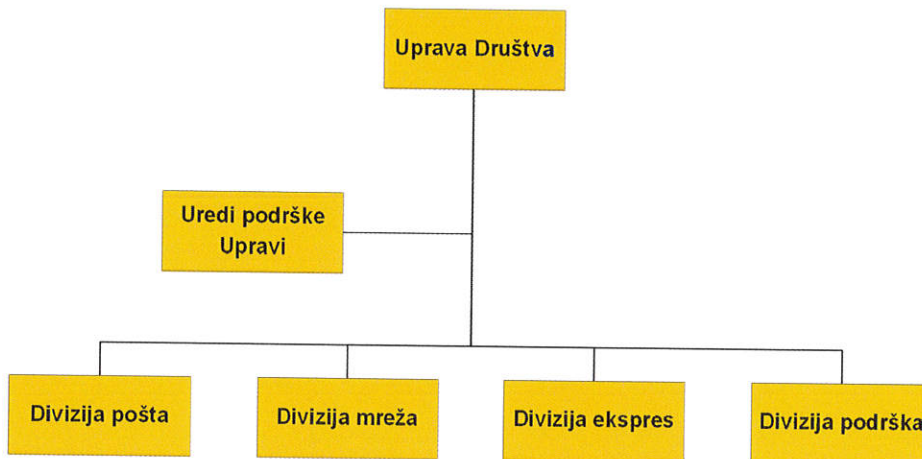 Uprava Društva
Uredi podrške
Upravi
Divizija pošta
Divizija mreža
Divizija ekspres
Divizija podrška